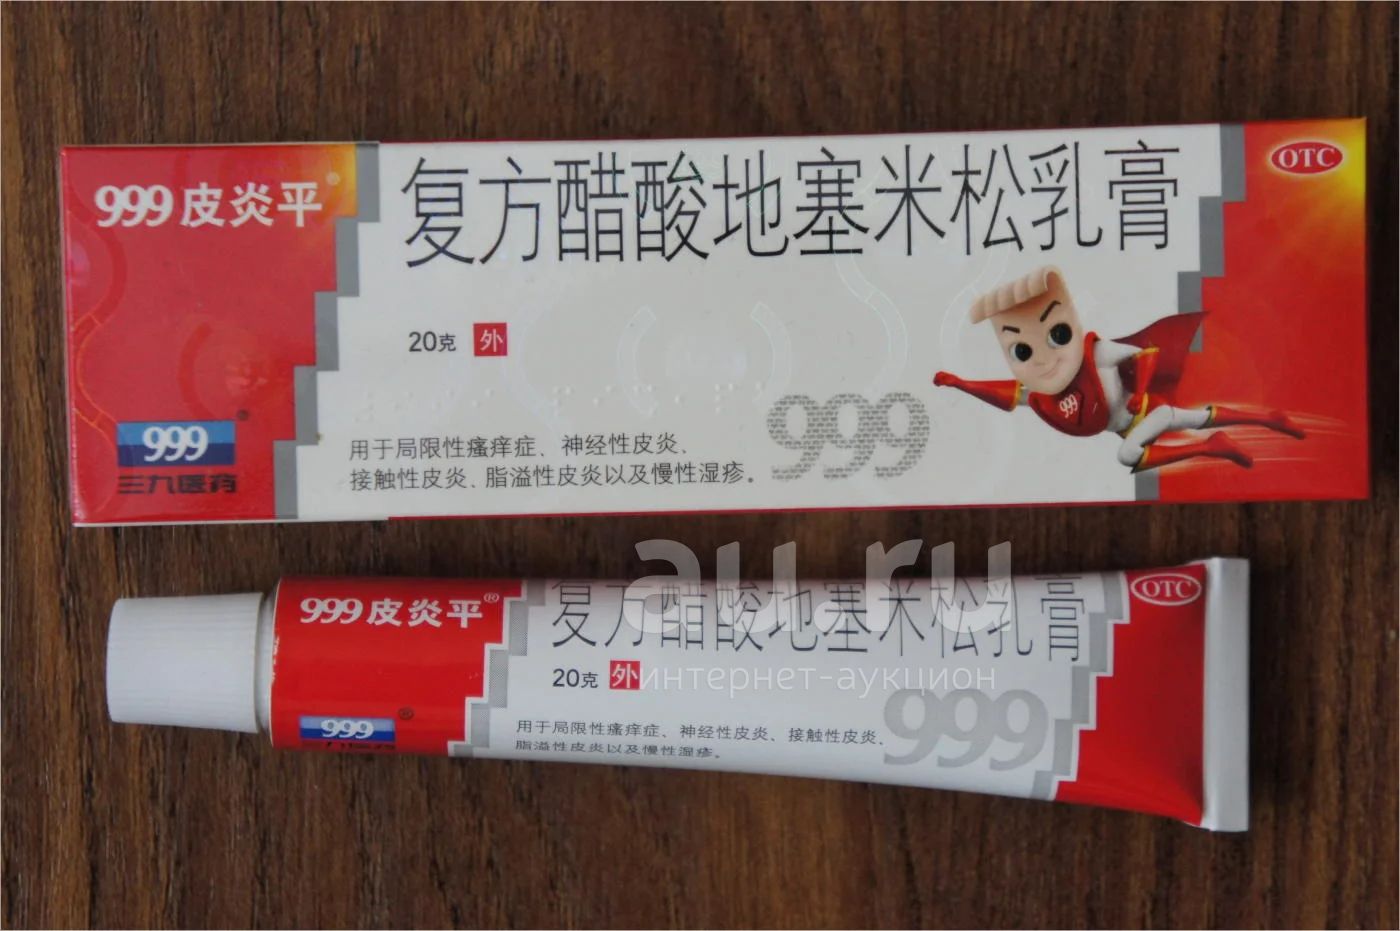 999皮炎平®
复方醋酸地塞米松乳膏
OTC
20克 外
用于局限性瘙痒症、神经性皮炎、
接触性皮炎、脂溢性皮炎以及慢性湿疹。
999
999
999®
三九医药
au.ru
интернет-аукцион
999皮炎平®
复方醋酸地塞米松乳膏
OTC
20克 外
用于局限性瘙痒症、神经性皮炎、接触性皮炎、
脂溢性皮炎以及慢性湿疹。
999
999®